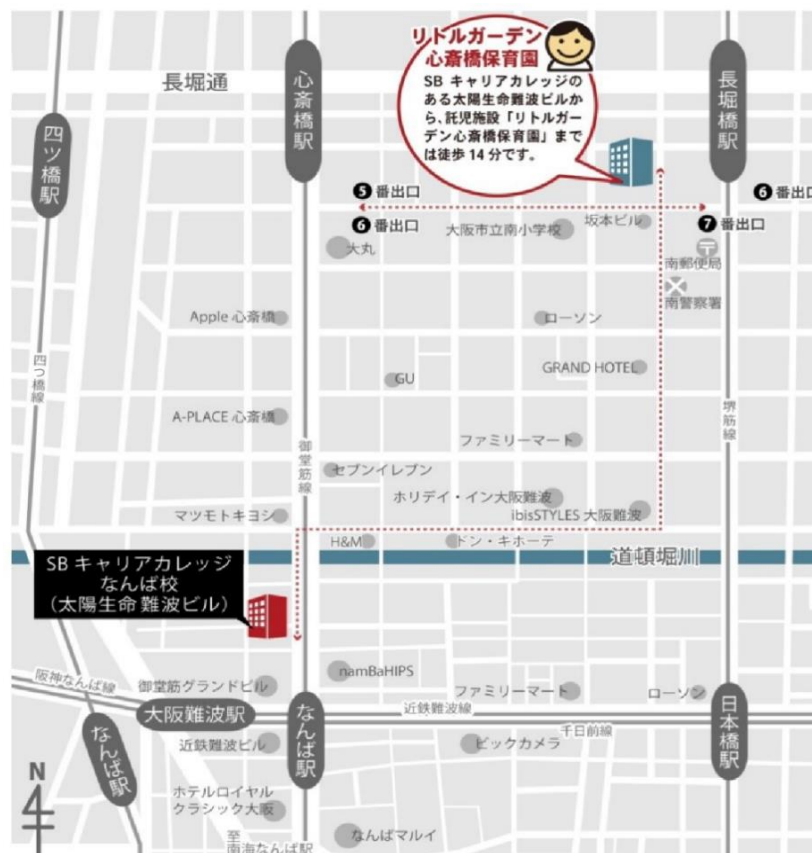 リトルガーデン
心斎橋保育園
SB キャリアカレッジの
ある太陽生命難波ビルか
ら、託児施設「リトルガー
デン心斎橋保育園」まで
は徒歩 14 分です。
長堀通
心斎橋駅
長堀橋駅
四ツ橋駅
❺ 番出口
❻ 番出口
❻ 番出口
❼ 番出口
大丸
大阪市立南小学校
坂本ビル
南郵便局
南警察署
Apple 心斎橋
ローソン
四つ橋線
GU
GRAND HOTEL
A-PLACE 心斎橋
御堂筋線
堺筋線
ファミリーマート
セブンイレブン
ホリデイ・イン大阪難波
マツモトキヨシ
ibisSTYLES 大阪難波
H&M
ドン・キホーテ
道頓堀川
SB キャリアカレッジ
なんば校
（太陽生命 難波ビル）
阪神なんば線
御堂筋グランドビル
namBaHIPS
ファミリーマート
ローソン
大阪難波駅
なんば駅
近鉄難波線
日本橋駅
千日前線
なんば駅
近鉄難波ビル
ビックカメラ
N
ホテルロイヤル
クラシック大阪
至
南海なんば駅
なんばマルイ